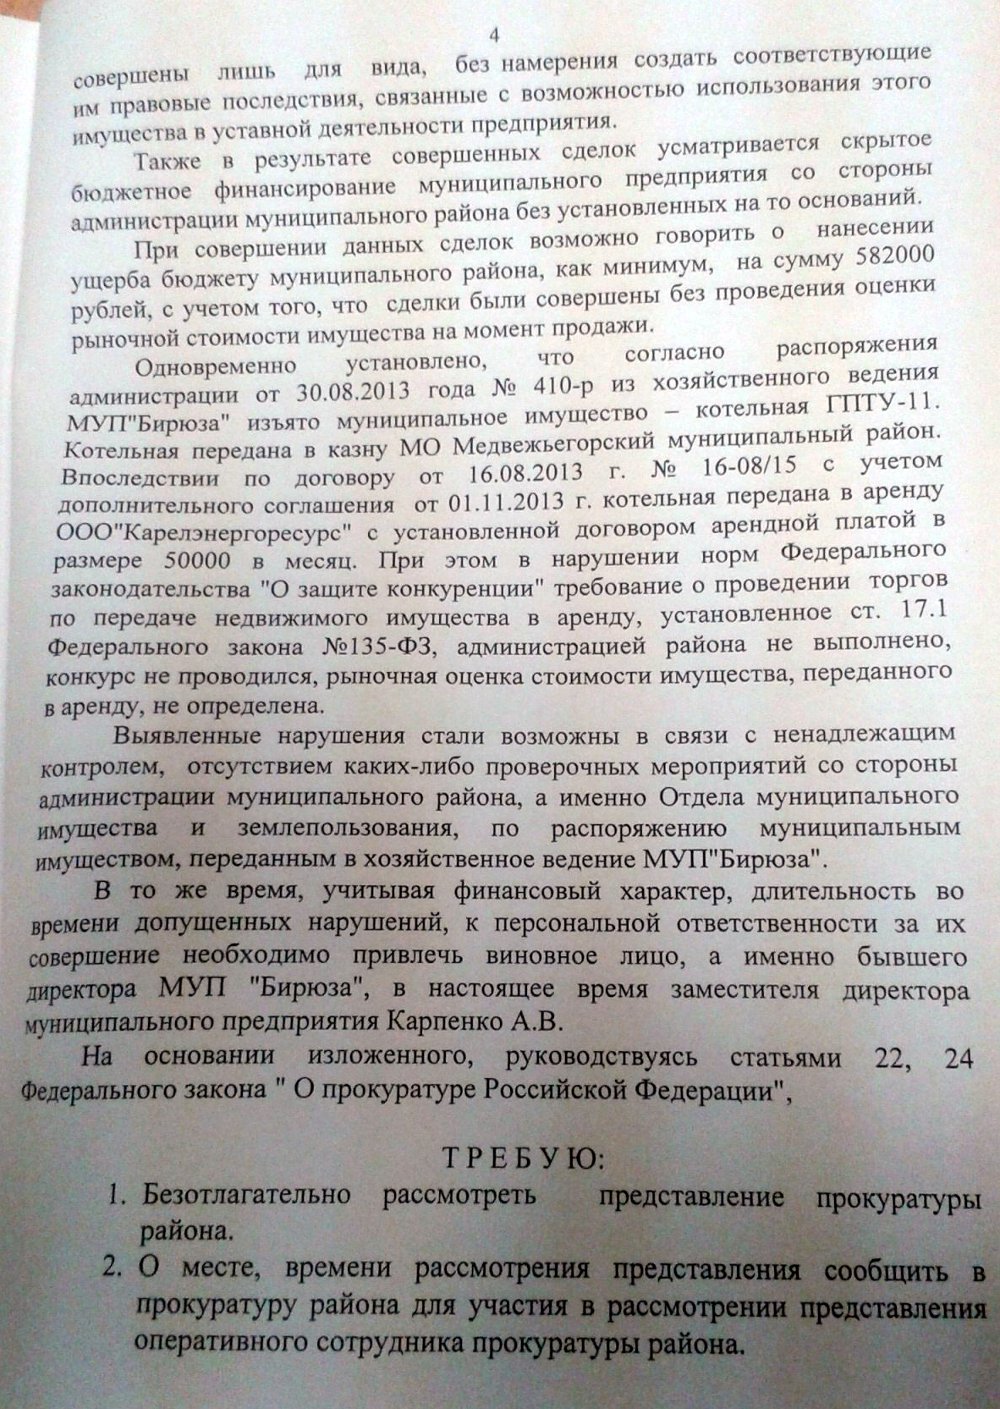 4
совершены лишь для вида, без намерения создать соответствующие
им правовые последствия, связанные с возможностью использования этого
имущества в уставной деятельности предприятия.
Также в результате совершенных сделок усматривается скрытое
бюджетное финансирование муниципального предприятия со стороны
администрации муниципального района без установленных на то оснований.
При совершении данных сделок возможно говорить о нанесении
ущерба бюджету муниципального района, как минимум, на сумму 582000
рублей, с учетом того, что сделки были совершены без проведения оценки
рыночной стоимости имущества на момент продажи.
Одновременно установлено, что согласно распоряжения
администрации от 30.08.2013 года № 410-р из хозяйственного ведения
МУП"Бирюза" изъято муниципальное имущество – котельная ГПТУ-11.
Котельная передана в казну МО Медвежьегорский муниципальный район.
Впоследствии по договору от 16.08.2013 г. № 16-08/15 с учетом
дополнительного соглашения от 01.11.2013 г. котельная передана в аренду
ООО"Карелэнергоресурс" с установленной договором арендной платой в
размере 50000 в месяц. При этом в нарушении норм Федерального
законодательства "О защите конкуренции" требование о проведении торгов
по передаче недвижимого имущества в аренду, установленное ст. 17.1
Федерального закона №135-ФЗ, администрацией района не выполнено,
конкурс не проводился, рыночная оценка стоимости имущества, переданного
в аренду, не определена.
Выявленные нарушения стали возможны в связи с ненадлежащим
контролем, отсутствием каких-либо проверочных мероприятий со стороны
администрации муниципального района, а именно Отдела муниципального
имущества и землепользования, по распоряжению муниципальным
имуществом, переданным в хозяйственное ведение МУП"Бирюза".
В то же время, учитывая финансовый характер, длительность во
времени допущенных нарушений, к персональной ответственности за их
совершение необходимо привлечь виновное лицо, а именно бывшего
директора МУП "Бирюза", в настоящее время заместителя директора
муниципального предприятия Карпенко А.В.
На основании изложенного, руководствуясь статьями 22, 24
Федерального закона " О прокуратуре Российской Федерации",
Т Р Е Б У Ю:
1. Безотлагательно рассмотреть представление прокуратуры
района.
2. О месте, времени рассмотрения представления сообщить в
прокуратуру района для участия в рассмотрении представления
оперативного сотрудника прокуратуры района.